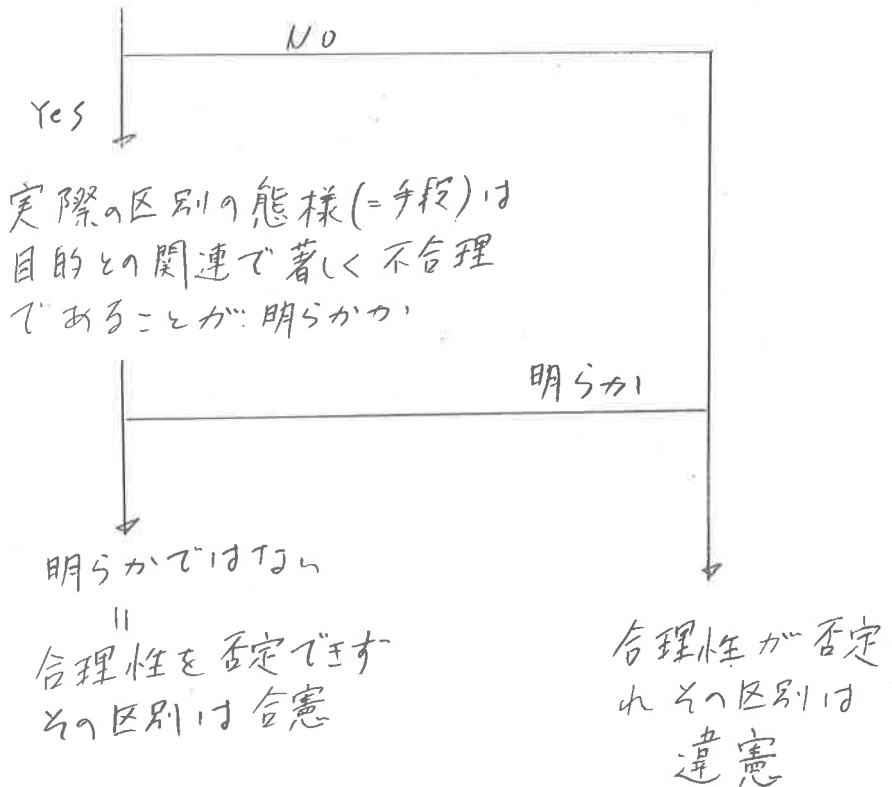 No
Yes
実際の区別の態様(=手段)は
目的との関連で著しく不合理
であることが明らかか
明らか
明らかではない
=
合理性を否定できず
その区別は合憲
合理性が否定
れその区別は
違憲